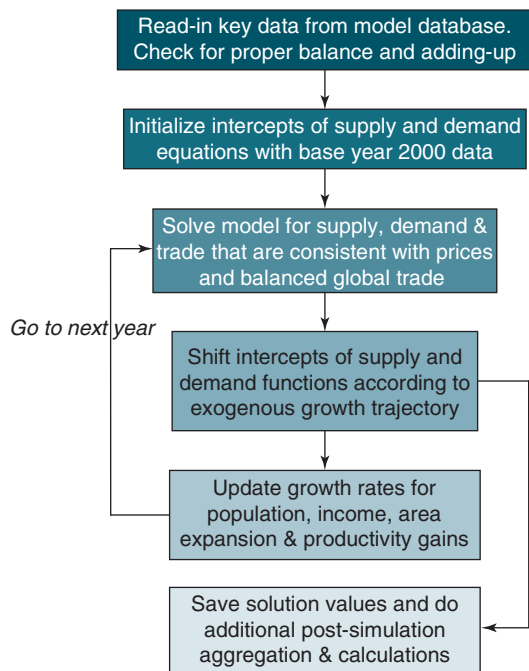 Read-in key data from model database.
Check for proper balance and adding-up
Initialize intercepts of supply and demand
equations with base year 2000 data
Solve model for supply, demand &
trade that are consistent with prices
and balanced global trade
Go to next year
Shift intercepts of supply and
demand functions according to
exogenous growth trajectory
Update growth rates for
population, income, area
expansion & productivity gains
Save solution values and do
additional post-simulation
aggregation & calculations